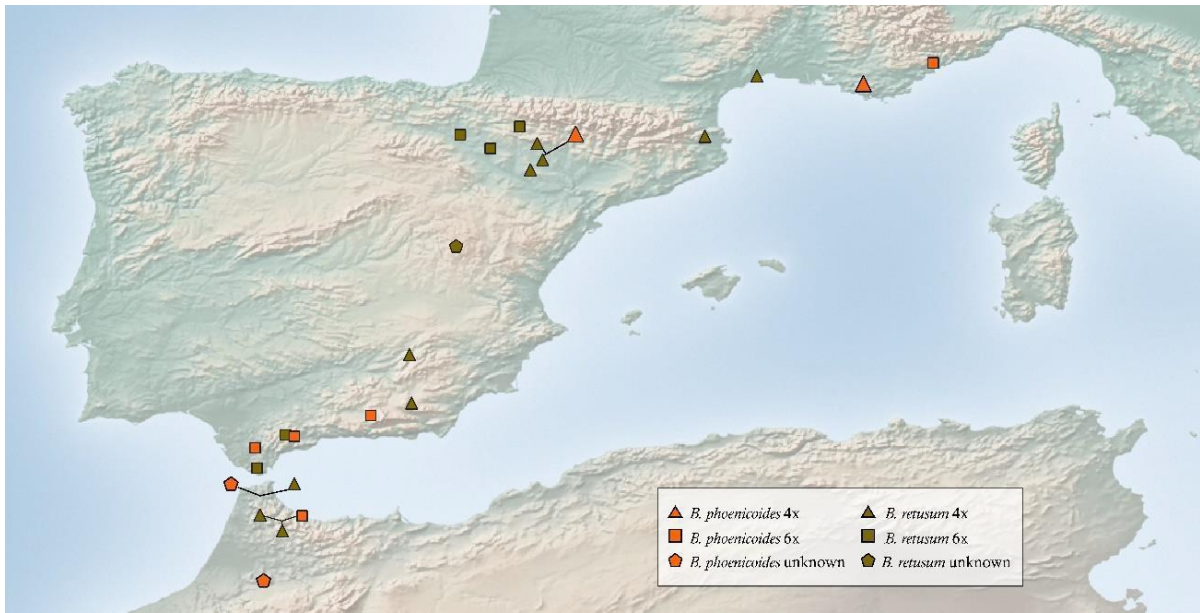 B. phoenicoides 4x B. retusum 4x
B. phoenicoides 6x B. retusum 6x
B. phoenicoides unknown B. retusum unknown